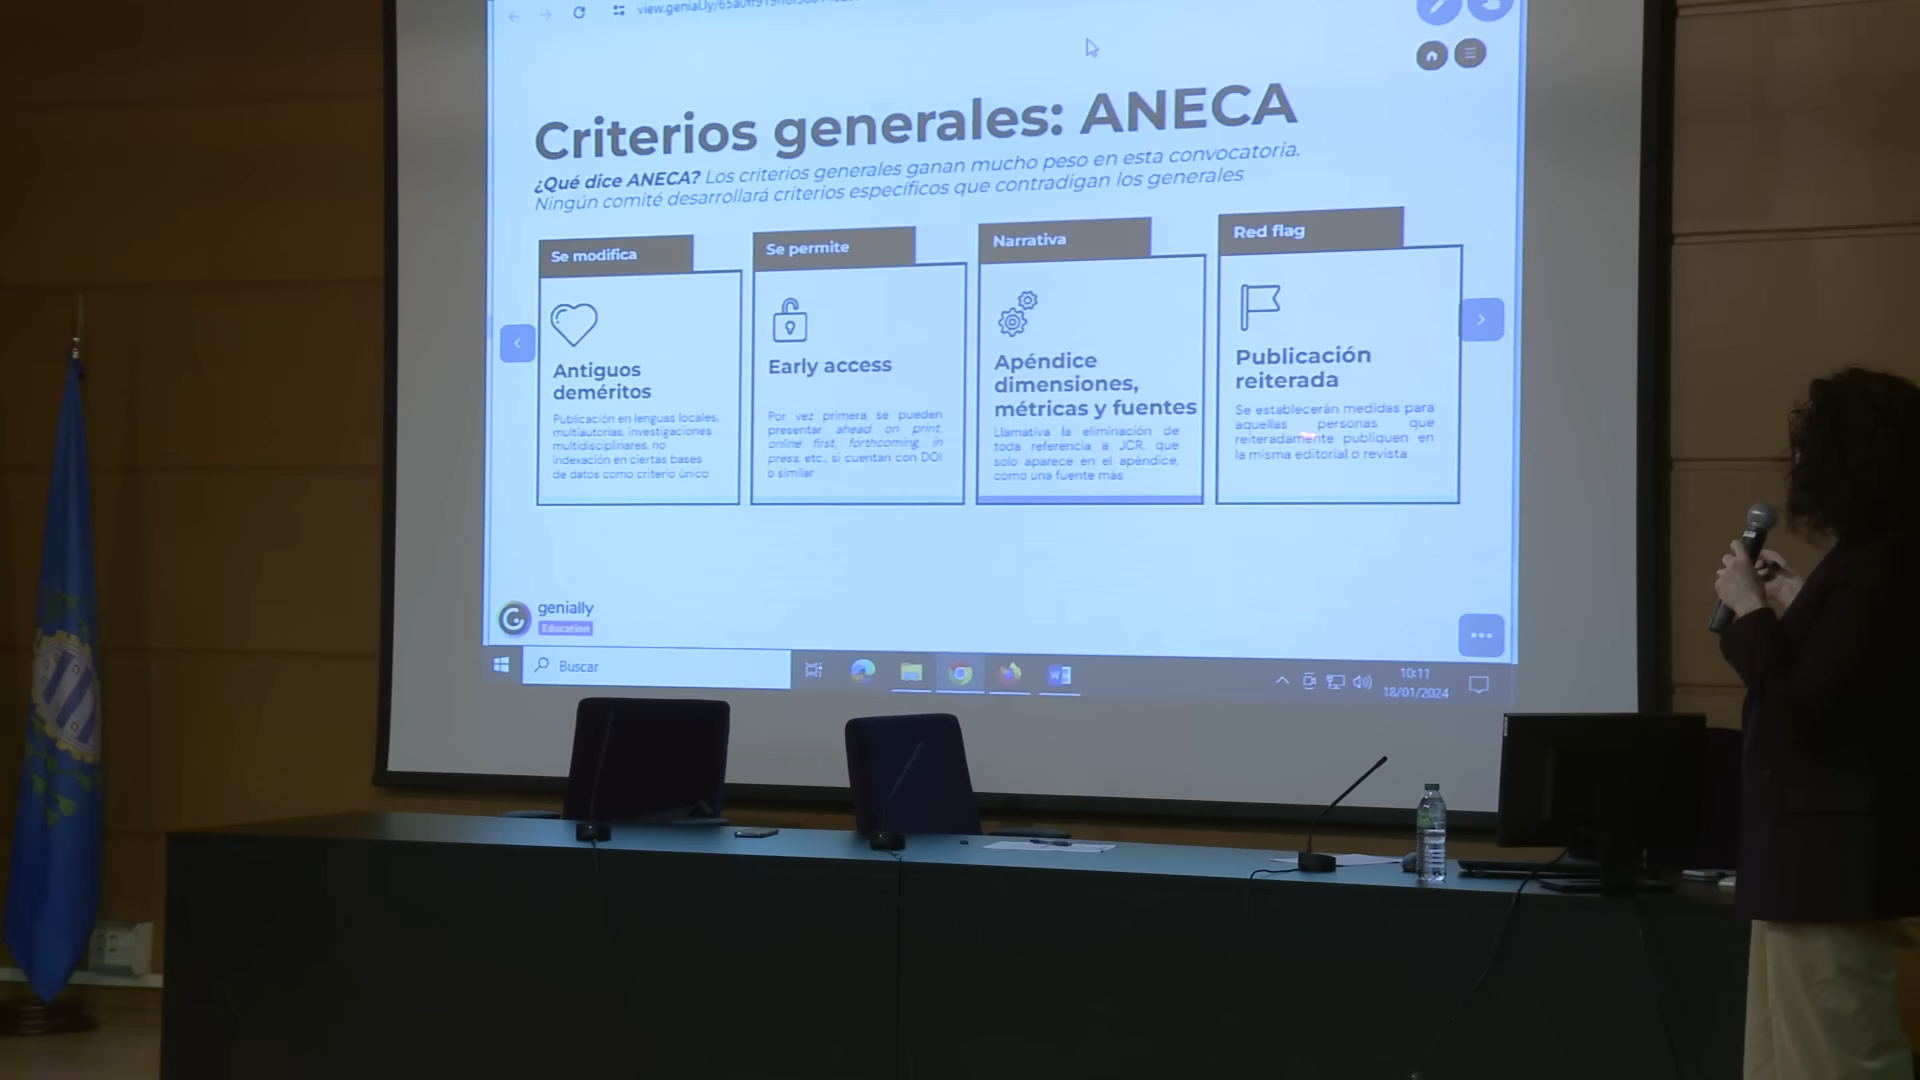 Criterios generales: ANECA
¿Qué dice ANECA? Los criterios generales ganan mucho peso en esta convocatoria.
Ningún comité desarrollará criterios específicos que contradigan los generales
Se modifica
Antiguos
deméritos
Publicación en lenguas locales,
multiautorías, investigaciones
multidisciplinares, no
indexación en ciertas bases
de datos como criterio único
Se permite
Early access
Por vez primera se pueden
presentar ahead on print,
online first, forthcoming, in
press, etc., si cuentan con DOI
o similar
Narrativa
Apéndice
dimensiones,
métricas y fuentes
Llamativa la eliminación de
toda referencia a JCR, que
solo aparece en el apéndice,
como una fuente más
Red flag
Publicación
reiterada
Se establecerán medidas para
aquellas personas que
reiteradamente publiquen en
la misma editorial o revista
genially
Education
Buscar
10:11
18/01/2024